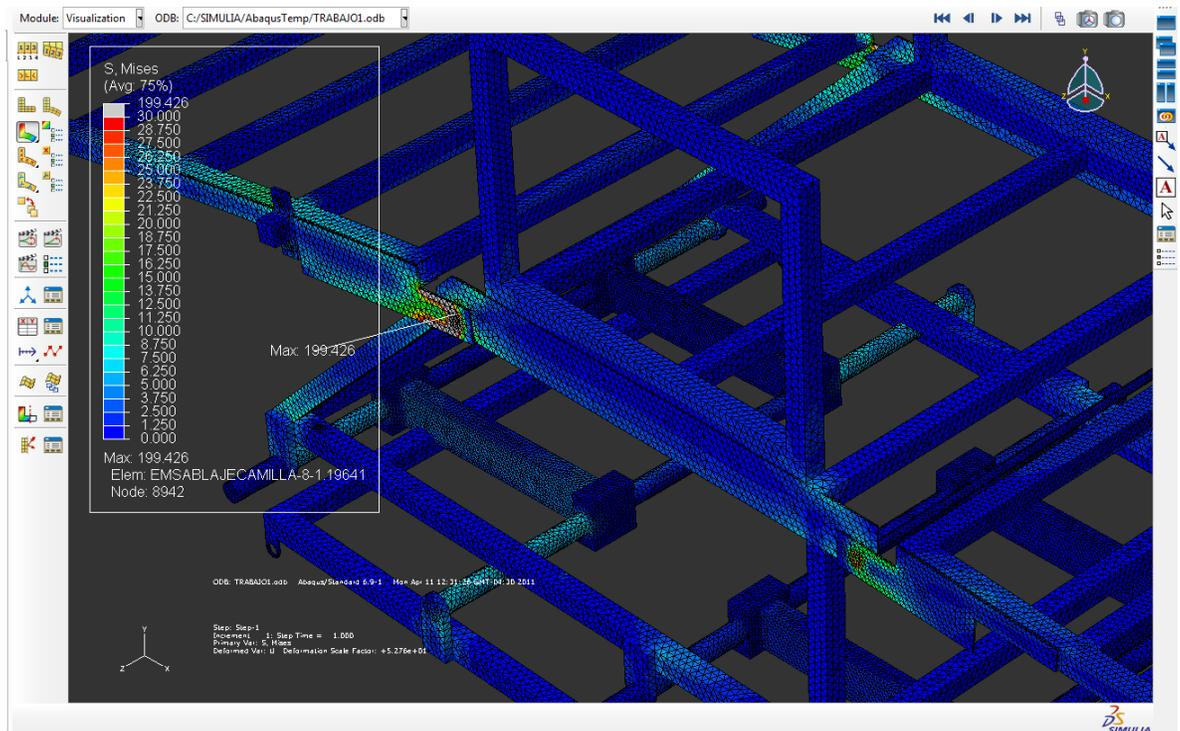 Module: Visualization ODB: C:/SIMULIA/AbaqusTemp/TRABAJO1.odb
S, Mises
(Avg: 75%)
199.426
30.000
28.750
27.500
26.250
25.000
23.750
22.500
21.250
20.000
18.750
17.500
16.250
15.000
13.750
12.500
11.250
10.000
8.750
7.500
6.250
5.000
3.750
2.500
1.250
0.000
Max: 199.426
Max: 199.426
Elem: EMSABLAJECAMILLA-8-1.19641
Node: 8942
ODB: TRABAJO1.odb Abaqus/Standard 6.9-1 Mon Apr 11 12:31:26 GMT-04:30 2011
Step: Step-1
Increment 1: Step Time = 1.000
Primary Var: S, Mises
Deformed Var: U Deformation Scale Factor: +5.276e+01
Y
Z
X
Y
Z X
A
A
SIMULIA